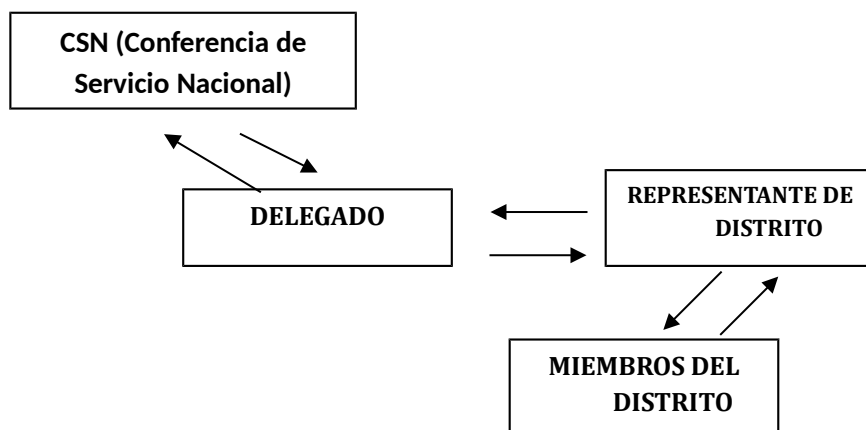 CSN (Conferencia de
Servicio Nacional)
DELEGADO
REPRESENTANTE DE
DISTRITO
MIEMBROS DEL
DISTRITO